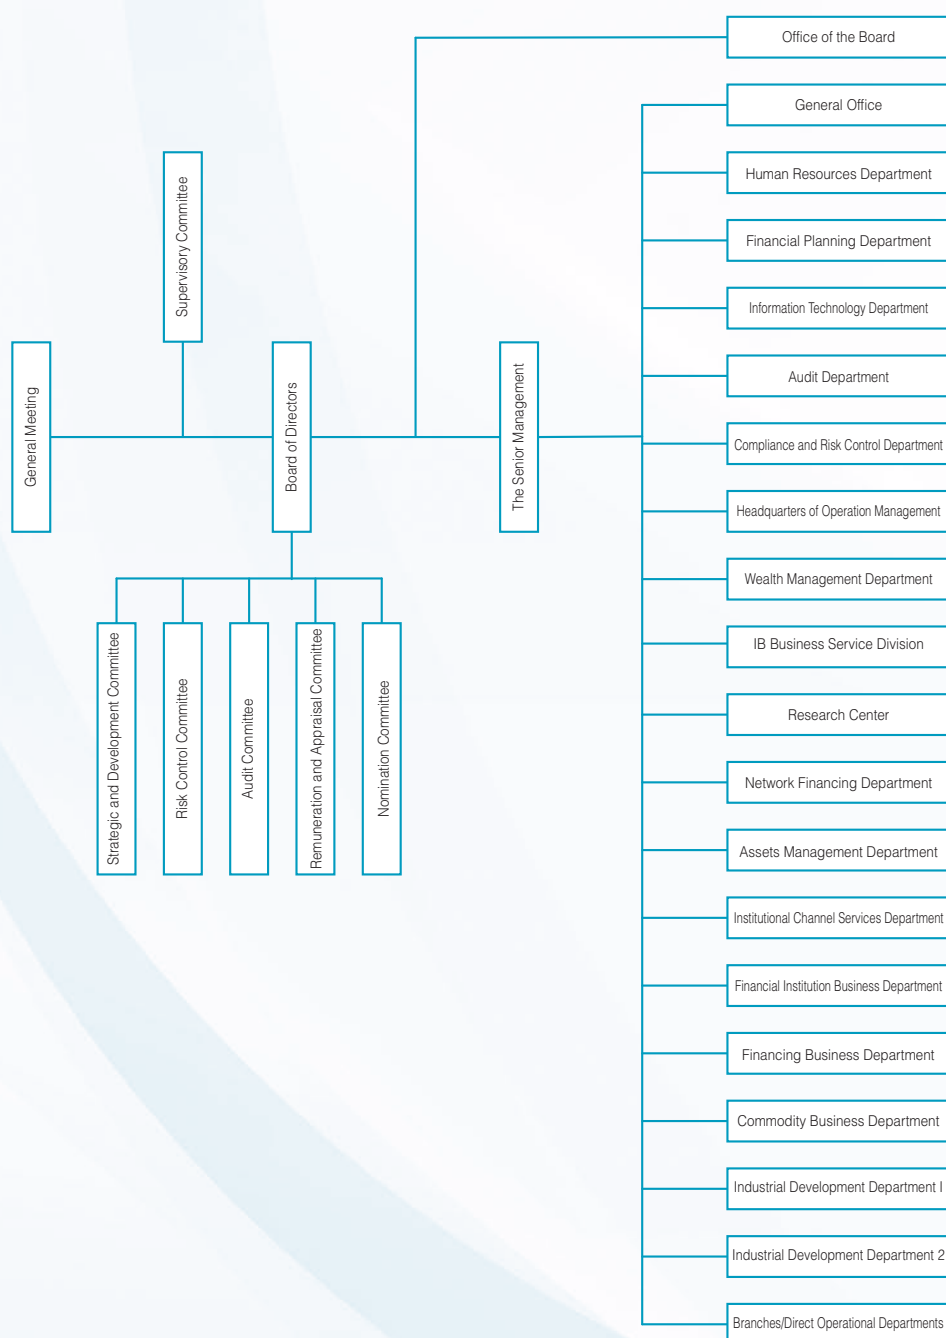 Office of the Board
General Office
Human Resources Department
Supervisory Committee
Financial Planning Department
Information Technology Department
General Meeting
Board of Directors
The Senior Management
Audit Department
Compliance and Risk Control Department
Headquarters of Operation Management
Wealth Management Department
Strategic and Development Committee
Risk Control Committee
Audit Committee
Remuneration and Appraisal Committee
Nomination Committee
IB Business Service Division
Research Center
Network Financing Department
Assets Management Department
Institutional Channel Services Department
Financial Institution Business Department
Financing Business Department
Commodity Business Department
Industrial Development Department I
Industrial Development Department 2
Branches/Direct Operational Departments